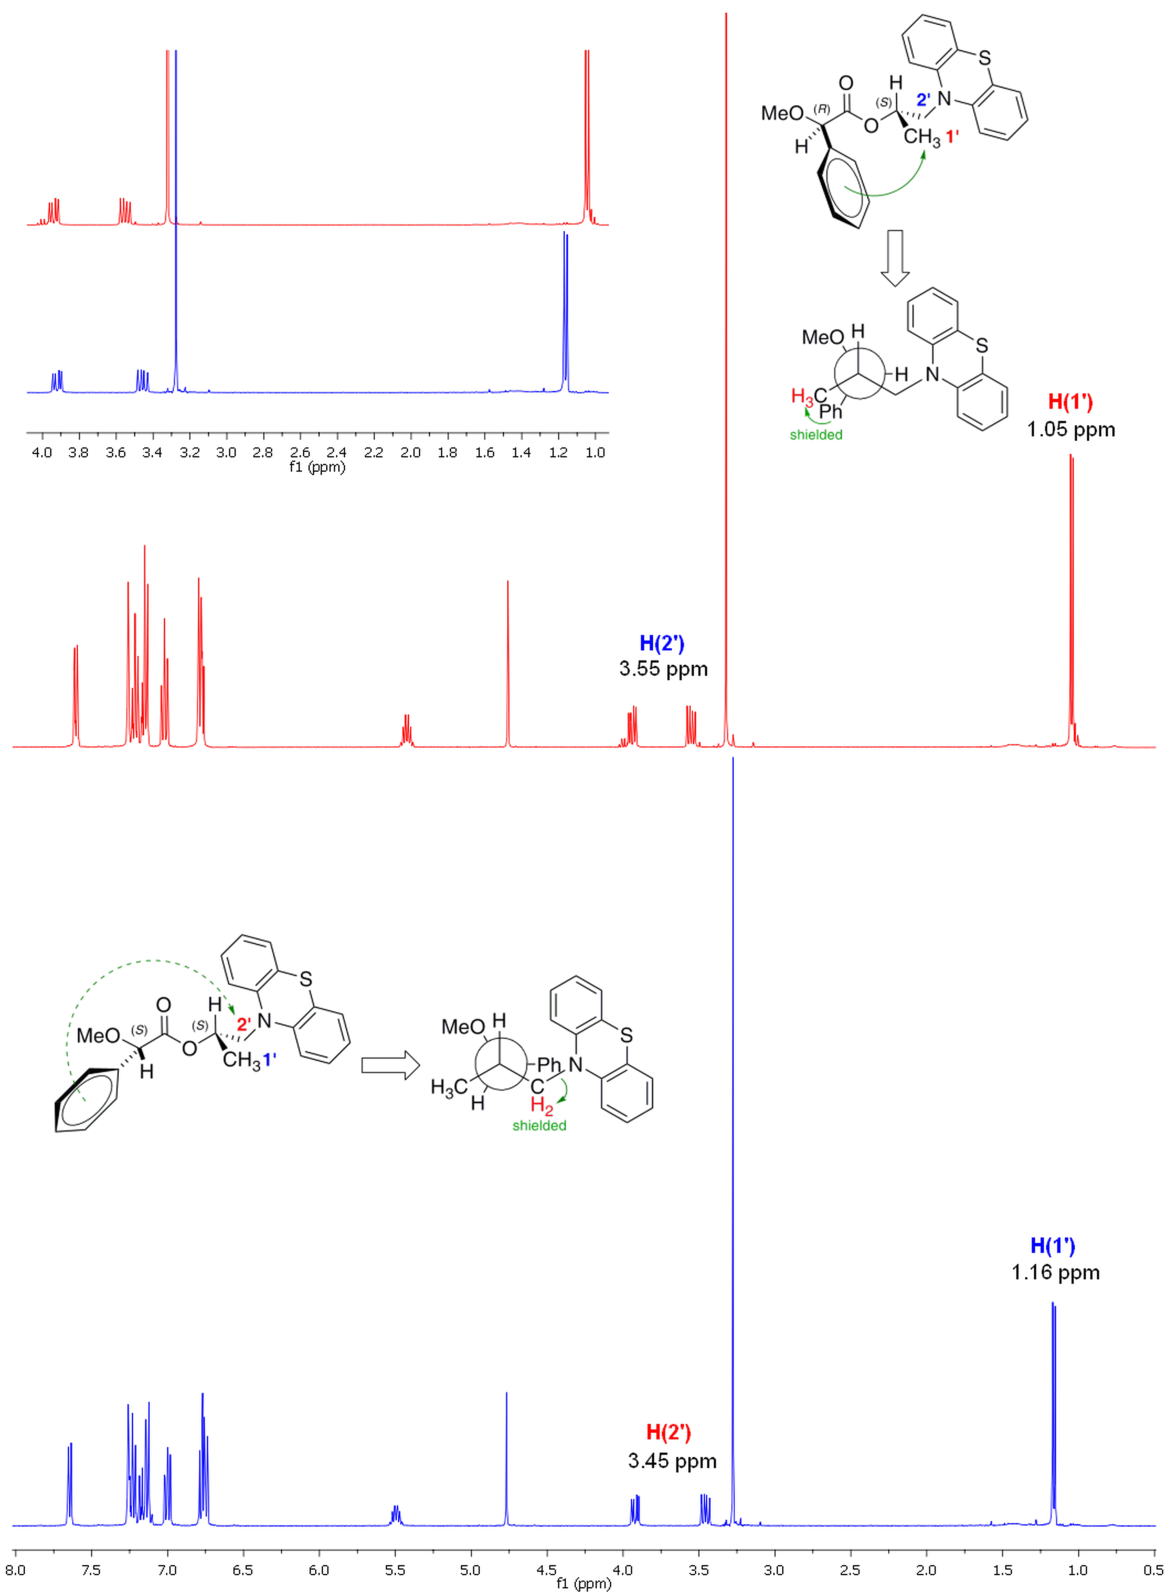 4.0 3.8 3.6 3.4 3.2 3.0 2.8 2.6 2.4 2.2 2.0 1.8 1.6 1.4 1.2 1.0
f1 (ppm)
S
N
H
O
MeO
(R)
(S)
2'
O
CH3 1'
H
MeO
H
S
H
N
H3C
Ph
shielded
H(1')
1.05 ppm
H(2')
3.55 ppm
S
N
H
O
MeO
(S)
(S)
2'
O
CH31'
H
MeO
H
S
Ph
N
H3C
H
C
H2
shielded
H(1')
1.16 ppm
H(2')
3.45 ppm
8.0 7.5 7.0 6.5 6.0 5.5 5.0 4.5 4.0 3.5 3.0 2.5 2.0 1.5 1.0 0.5
f1 (ppm)